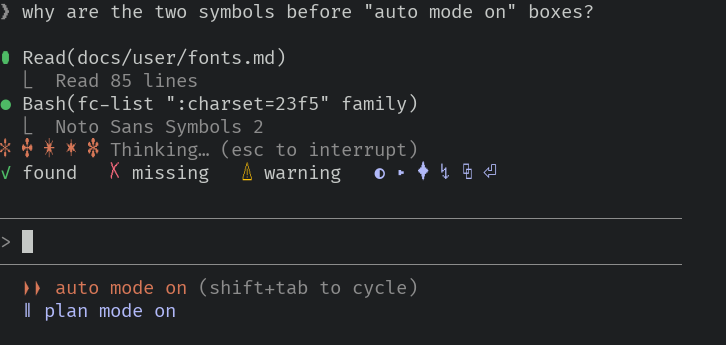 ❯ why are the two symbols before "auto mode on" boxes?
● Read(docs/user/fonts.md)
⎿  Read 85 lines
● Bash(fc-list ":charset=23f5" family)
⎿  Noto Sans Symbols 2
✻ ✢ ✳ ✶ ✽ Thinking… (esc to interrupt)
✓ found  ✗ missing  ⚠ warning  ◐ ▸ ✦ ↯ ⧉ ⏎
>
⏵⏵ auto mode on (shift+tab to cycle)
⏸ plan mode on